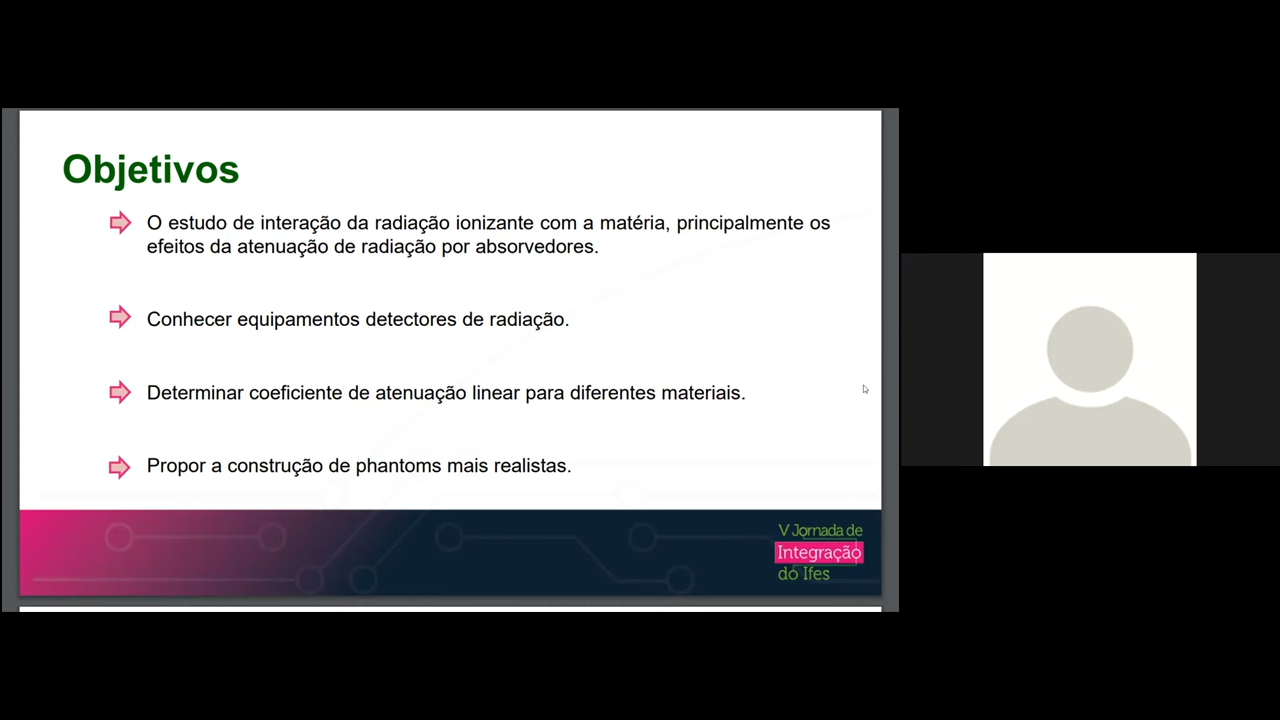 Objetivos
O estudo de interação da radiação ionizante com a matéria, principalmente os
efeitos da atenuação de radiação por absorvedores.
Conhecer equipamentos detectores de radiação.
Determinar coeficiente de atenuação linear para diferentes materiais.
Propor a construção de phantoms mais realistas.
V Jornada de
Integração
do Ifes